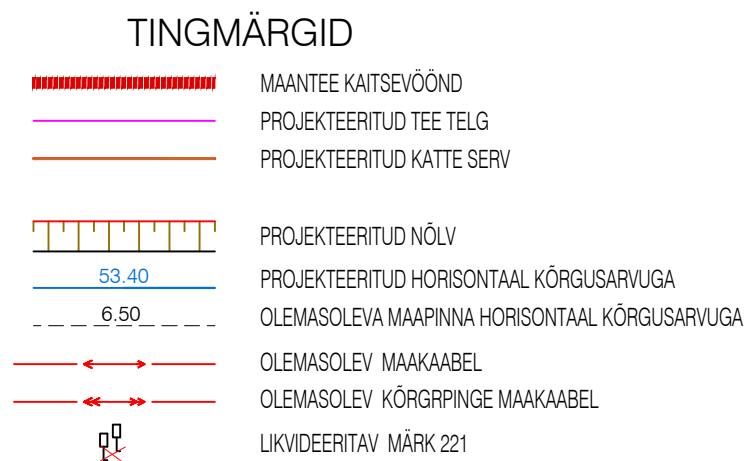 TINGMÄRGID
MAANTEE KAITSEVÖÖND
PROJEKTEERITUD TEE TELG
PROJEKTEERITUD KATTE SERV
PROJEKTEERITUD NÕLV
53.40 PROJEKTEERITUD HORISONTAAL KÕRGUSARVUGA
6.50 OLEMASOLEVA MAAPINNA HORISONTAAL KÕRGUSARVUGA
OLEMASOLEV MAAKAABEL
OLEMASOLEV KÕRGRPINGE MAAKAABEL
LIKVIDEERITAV MÄRK 221